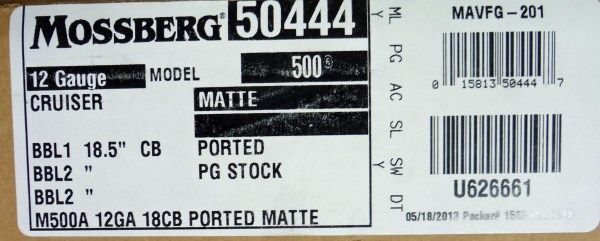 MOSSBERG® 50444
12 Gauge MODEL 500®
CRUISER MATTE
BBL1 18.5" CB PORTED
BBL2 " PG STOCK
BBL2 "
M500A 12GA 18CB PORTED MATTE
ML PG AC SL SW DT
Y Y
MAVFG-201
0 15813 50444 7
U626661
05/18/2013 Packer#